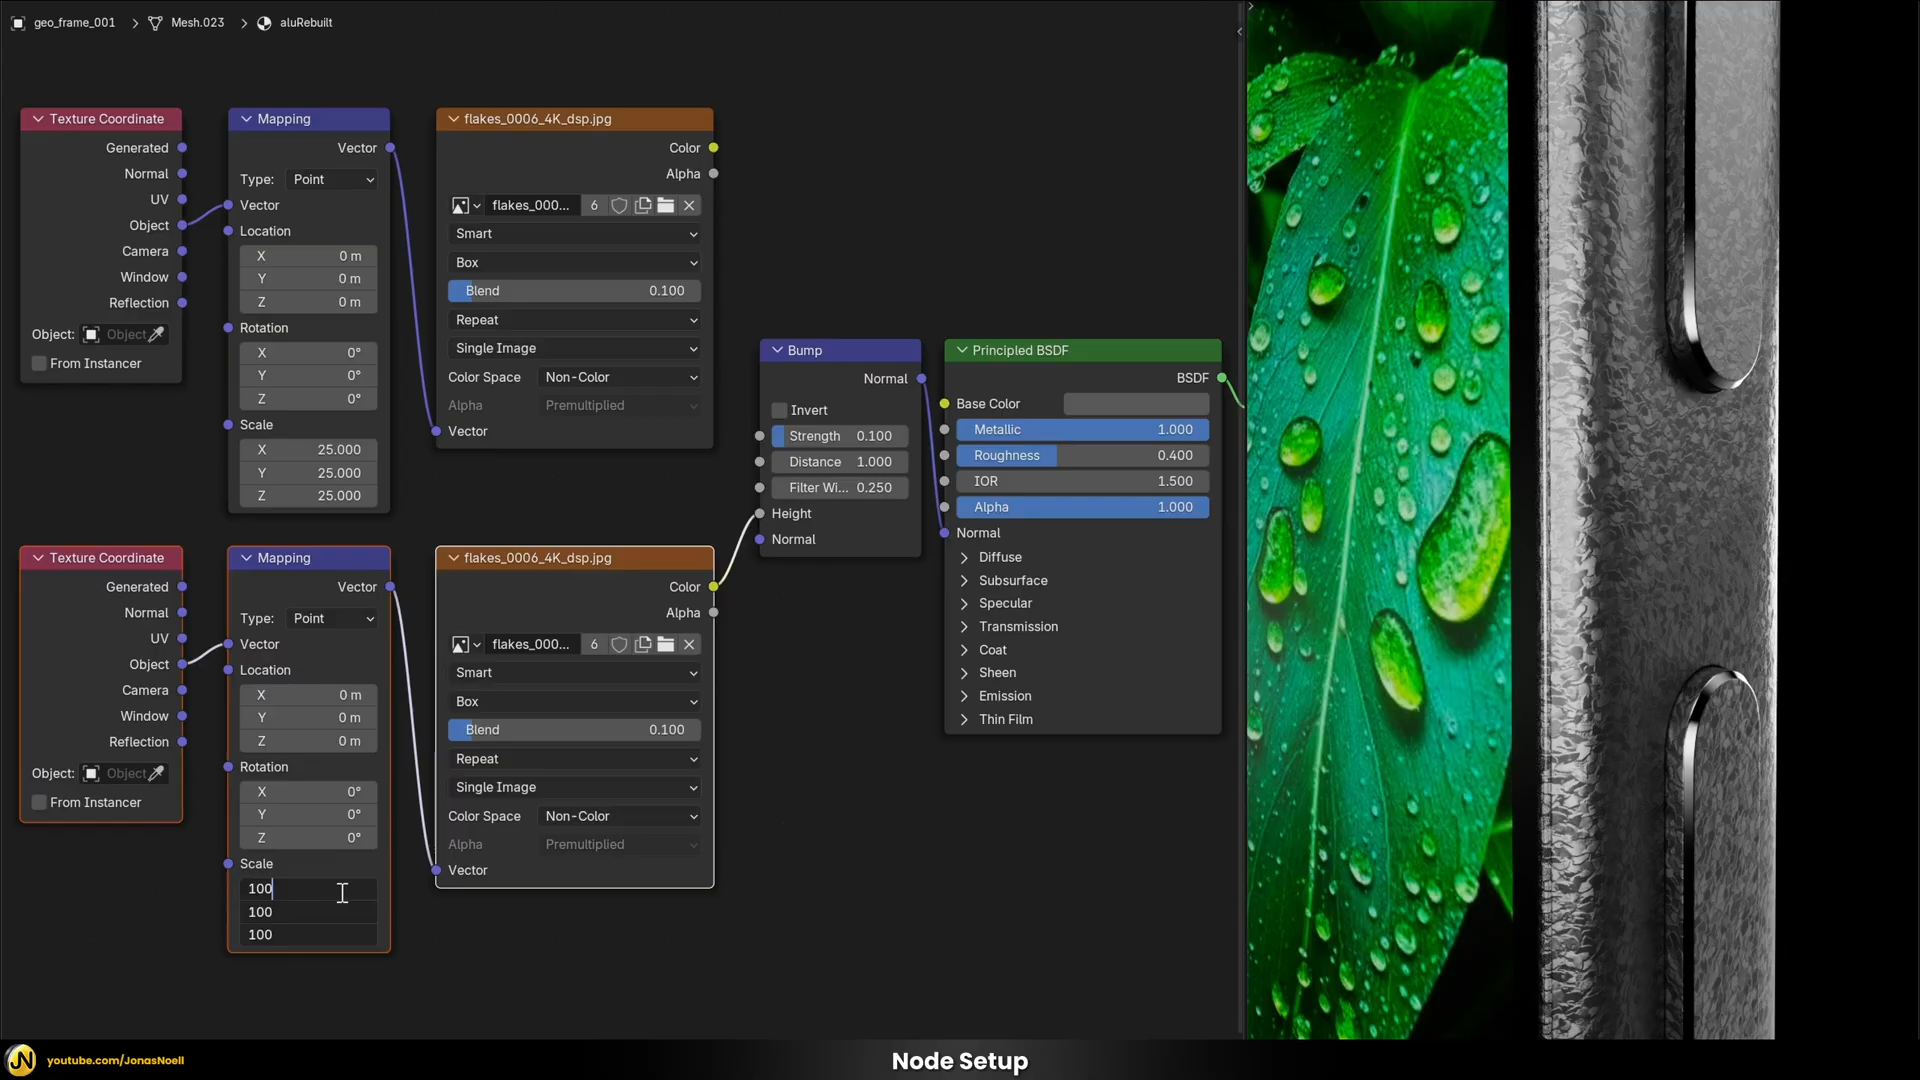 geo_frame_001 > Mesh.023 > aluRebuilt
Texture Coordinate
Generated
Normal
UV
Object
Camera
Window
Reflection
Object: Object
From Instancer
Mapping
Vector
Type: Point
Vector
Location
X 0 m
Y 0 m
Z 0 m
Rotation
X 0°
Y 0°
Z 0°
Scale
X 25.000
Y 25.000
Z 25.000
flakes_0006_4K_dsp.jpg
Color
Alpha
flakes_000... 6
Smart
Box
Blend 0.100
Repeat
Single Image
Color Space Non-Color
Alpha Premultiplied
Vector
Texture Coordinate
Generated
Normal
UV
Object
Camera
Window
Reflection
Object: Object
From Instancer
Mapping
Vector
Type: Point
Vector
Location
X 0 m
Y 0 m
Z 0 m
Rotation
X 0°
Y 0°
Z 0°
Scale
100
100
100
flakes_0006_4K_dsp.jpg
Color
Alpha
flakes_000... 6
Smart
Box
Blend 0.100
Repeat
Single Image
Color Space Non-Color
Alpha Premultiplied
Vector
Bump
Normal
Invert
Strength 0.100
Distance 1.000
Filter Wi... 0.250
Height
Normal
Principled BSDF
BSDF
Base Color
Metallic 1.000
Roughness 0.400
IOR 1.500
Alpha 1.000
Normal
Diffuse
Subsurface
Specular
Transmission
Coat
Sheen
Emission
Thin Film
JN youtube.com/JonasNoell
Node Setup